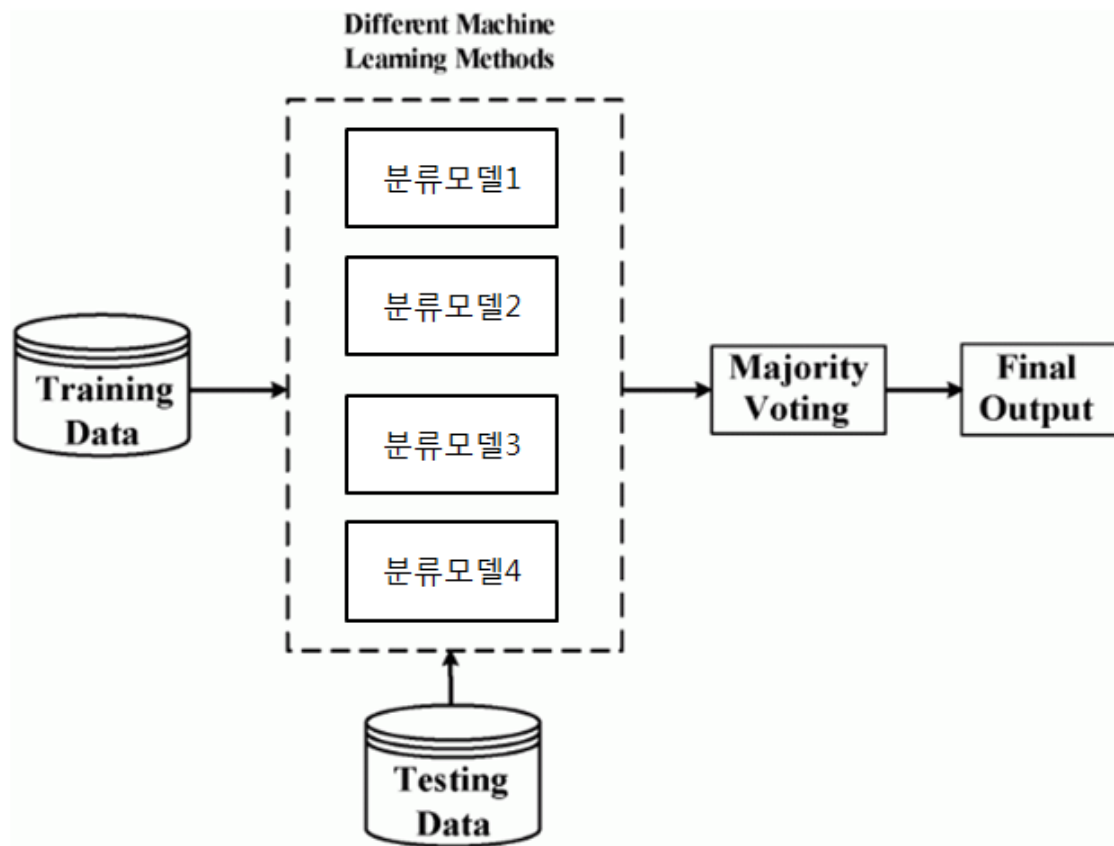 Different Machine
Learning Methods
분류모델1
분류모델2
분류모델3
분류모델4
Training
Data
Majority
Voting
Final
Output
Testing
Data